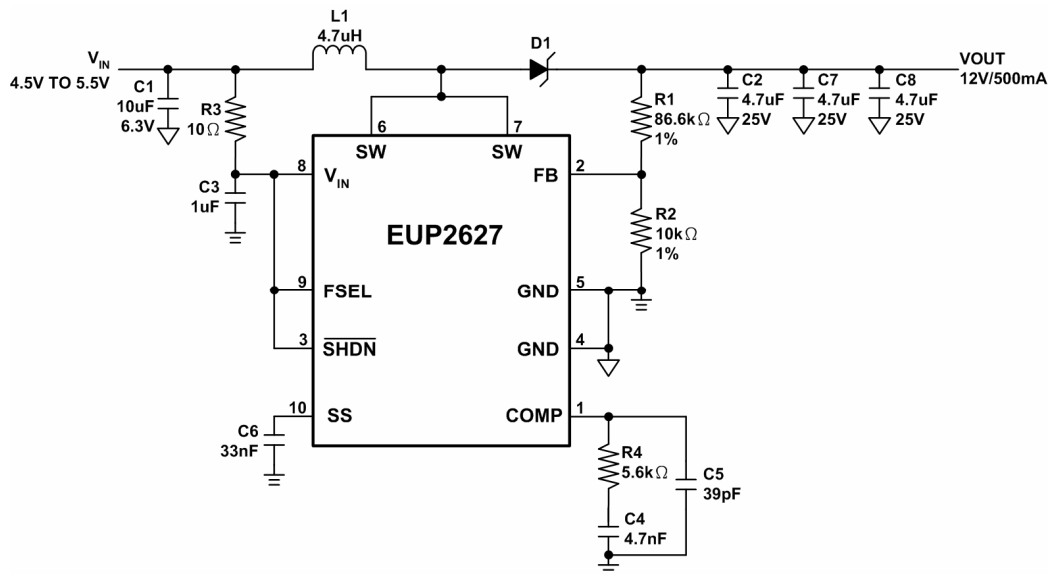 L1
4.7uH
D1
VIN
4.5V TO 5.5V
VOUT
12V/500mA
C1
10uF
6.3V
R3
10Ω
C2
4.7uF
25V
C7
4.7uF
25V
C8
4.7uF
25V
R1
86.6kΩ
1%
6
7
SW
SW
8
VIN
FB
2
C3
1uF
R2
10kΩ
1%
EUP2627
9
FSEL
GND
5
3
SHDN
GND
4
10
SS
COMP
1
C6
33nF
R4
5.6kΩ
C5
39pF
C4
4.7nF